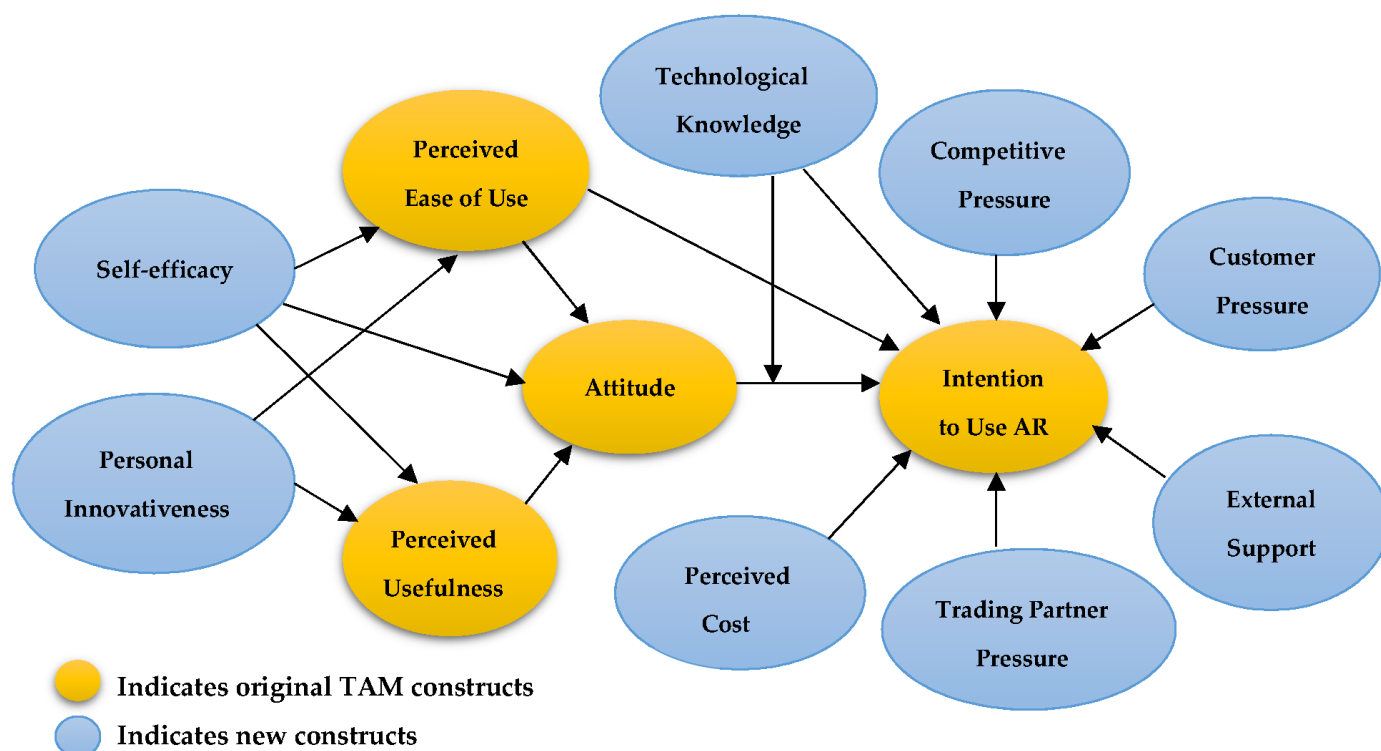 Technological
Knowledge
Perceived
Ease of Use
Competitive
Pressure
Self-efficacy
Customer
Pressure
Attitude
Intention
to Use AR
Personal
Innovativeness
Perceived
Usefulness
External
Support
Perceived
Cost
Trading Partner
Pressure
Indicates original TAM constructs
Indicates new constructs